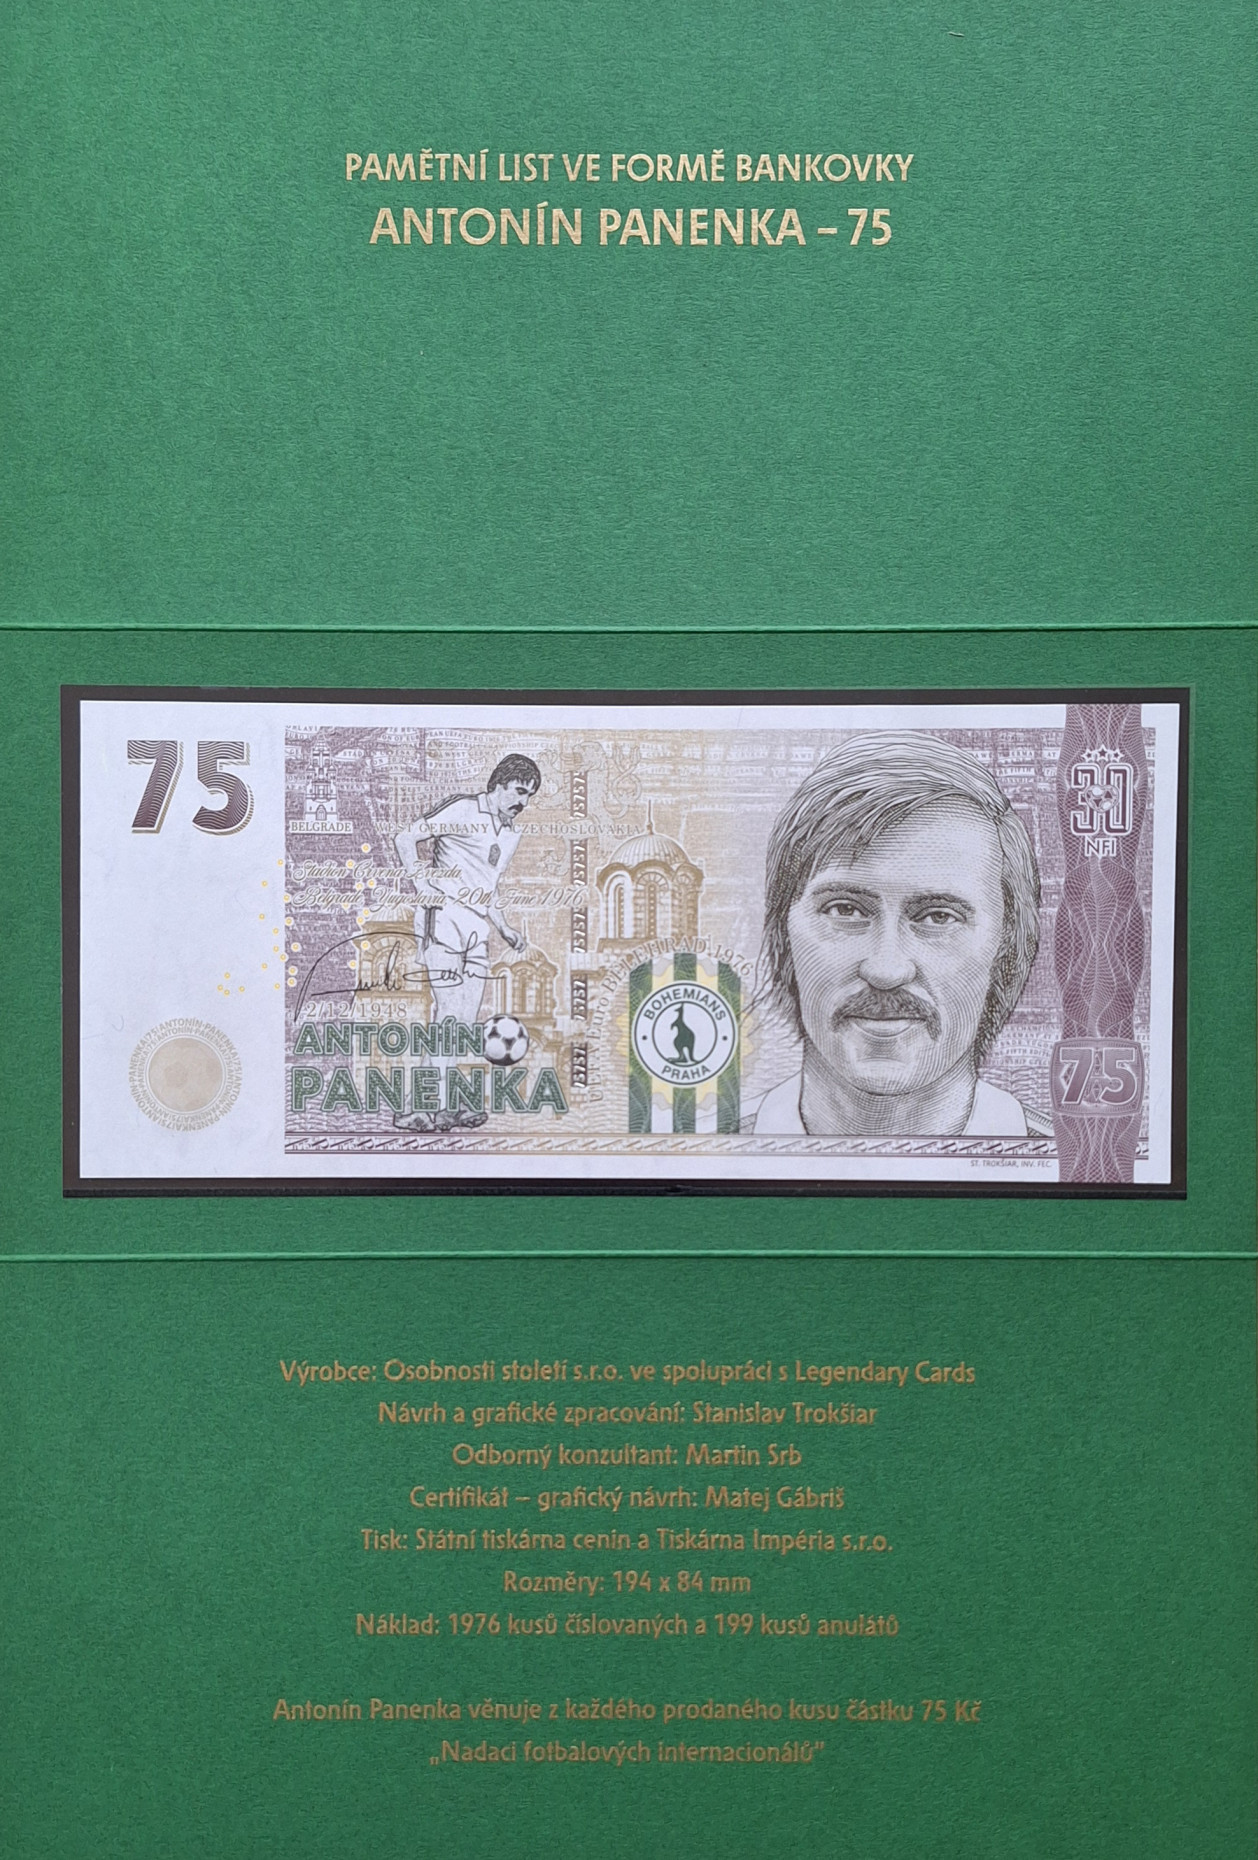 PAMĚTNÍ LIST VE FORMĚ BANKOVKY
ANTONÍN PANENKA – 75
75
30
NFI
BELGRADE
WEST GERMANY
CZECHOSLOVAKIA
Stadion Crvena Zvezda
Belgrade Yugoslavia 20th June 1976
2/12/1948
ANTONÍN
PANENKA
UEFA Euro BELEHRAD 1976
BOHEMIANS
PRAHA
75
ST. TROKŠIAR, INV. FEC.
Výrobce: Osobnosti století s.r.o. ve spolupráci s Legendary Cards
Návrh a grafické zpracování: Stanislav Trokšiar
Odborný konzultant: Martin Srb
Certifikát – grafický návrh: Matej Gábriš
Tisk: Státní tiskárna cenin a Tiskárna Impéria s.r.o.
Rozměry: 194 x 84 mm
Náklad: 1976 kusů číslovaných a 199 kusů anulátů
Antonín Panenka věnuje z každého prodaného kusu částku 75 Kč
„Nadaci fotbalových internacionálů“